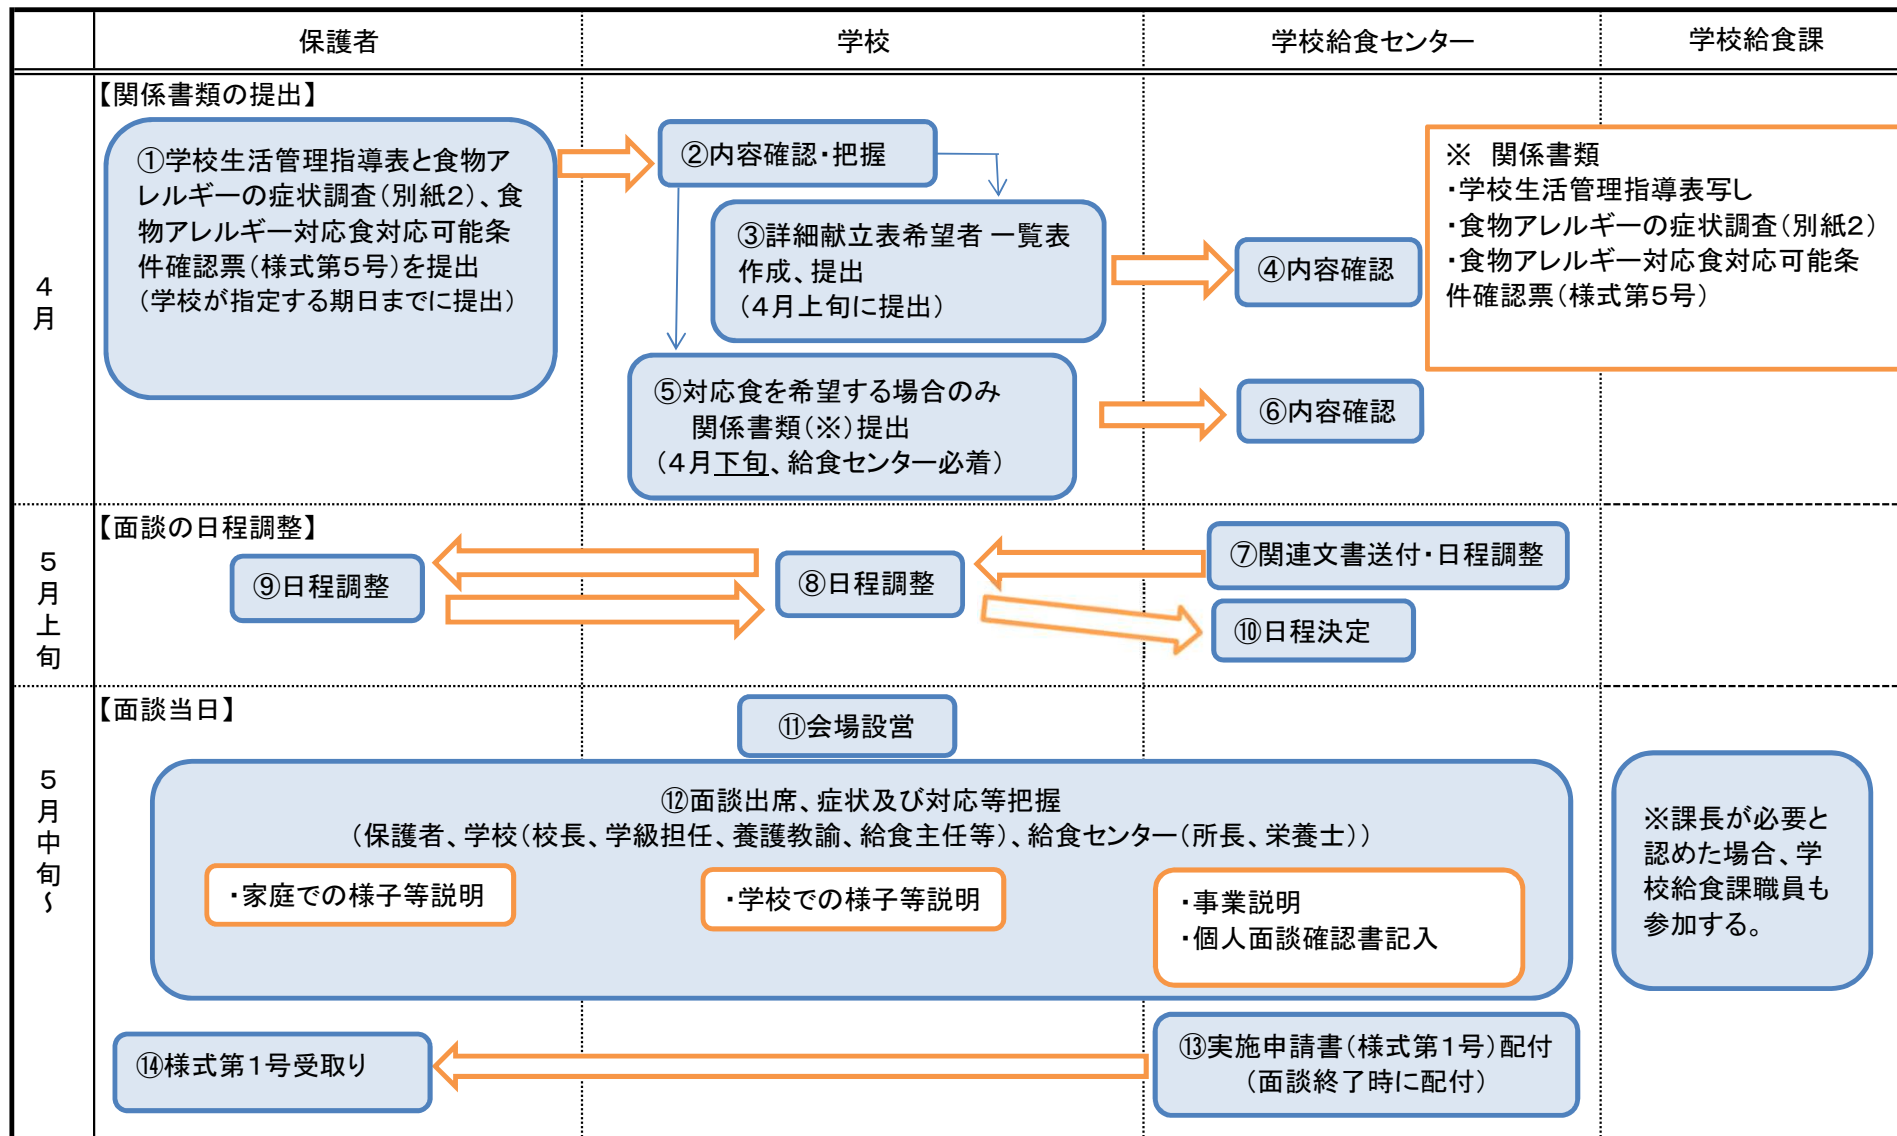 保護者
学校
学校給食センター
学校給食課
4月
【関係書類の提出】
①学校生活管理指導表と食物ア
レルギーの症状調査(別紙2)、食
物アレルギー対応食対応可能条
件確認票(様式第5号)を提出
(学校が指定する期日までに提出)
②内容確認・把握
③詳細献立表希望者 一覧表
作成、提出
(4月上旬に提出)
④内容確認
※ 関係書類
・学校生活管理指導表写し
・食物アレルギーの症状調査(別紙2)
・食物アレルギー対応食対応可能条
件確認票(様式第5号)
⑤対応食を希望する場合のみ
関係書類(※)提出
(4月下旬、給食センター必着)
⑥内容確認
5月上旬
【面談の日程調整】
⑦関連文書送付・日程調整
⑧日程調整
⑨日程調整
⑩日程決定
5月中旬~
【面談当日】
⑪会場設営
⑫面談出席、症状及び対応等把握
(保護者、学校(校長、学級担任、養護教諭、給食主任等)、給食センター(所長、栄養士))
・家庭での様子等説明
・学校での様子等説明
・事業説明
・個人面談確認書記入
※課長が必要と
認めた場合、学
校給食課職員も
参加する。
⑬実施申請書(様式第1号)配付
(面談終了時に配付)
⑭様式第1号受取り